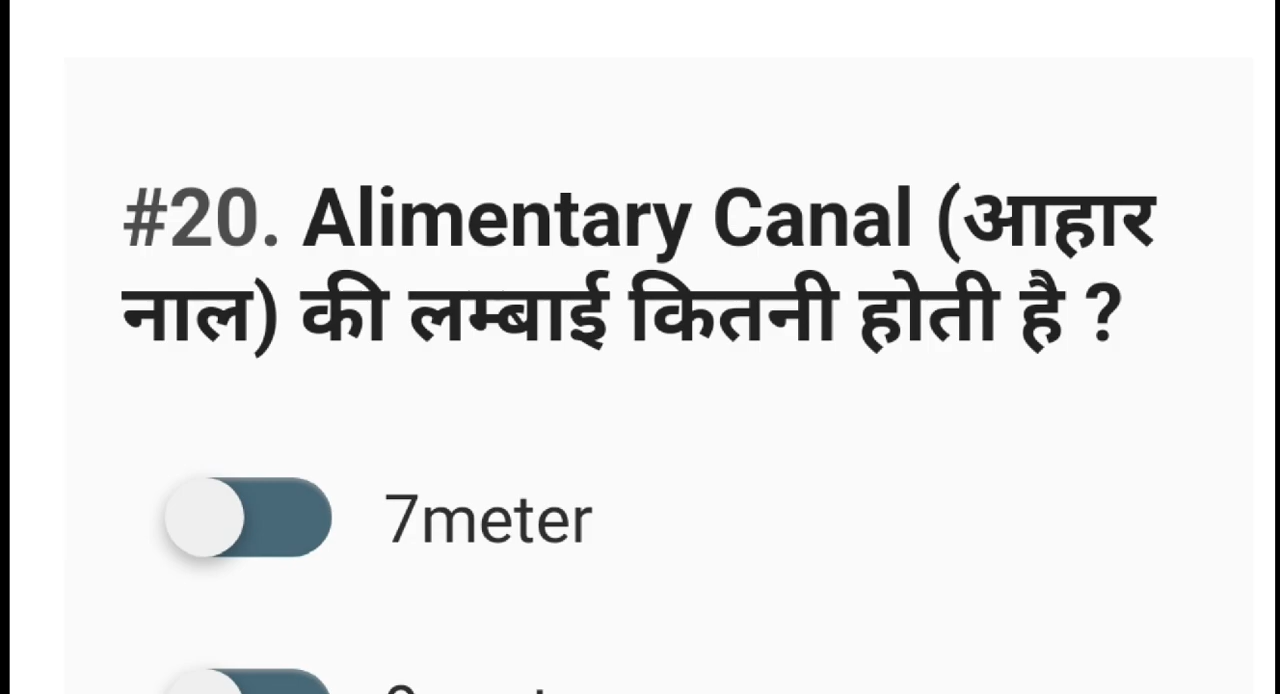 #20. Alimentary Canal (आहार
नाल) की लम्बाई कितनी होती है ?
7meter